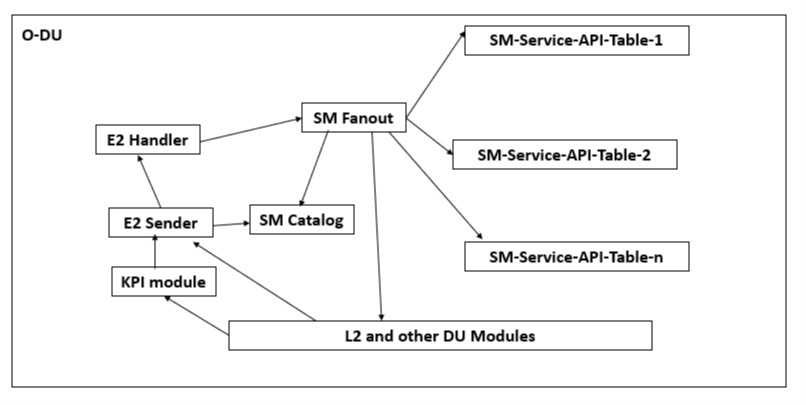 O-DU
SM-Service-API-Table-1
SM Fanout
E2 Handler
SM-Service-API-Table-2
E2 Sender
SM Catalog
SM-Service-API-Table-n
KPI module
L2 and other DU Modules